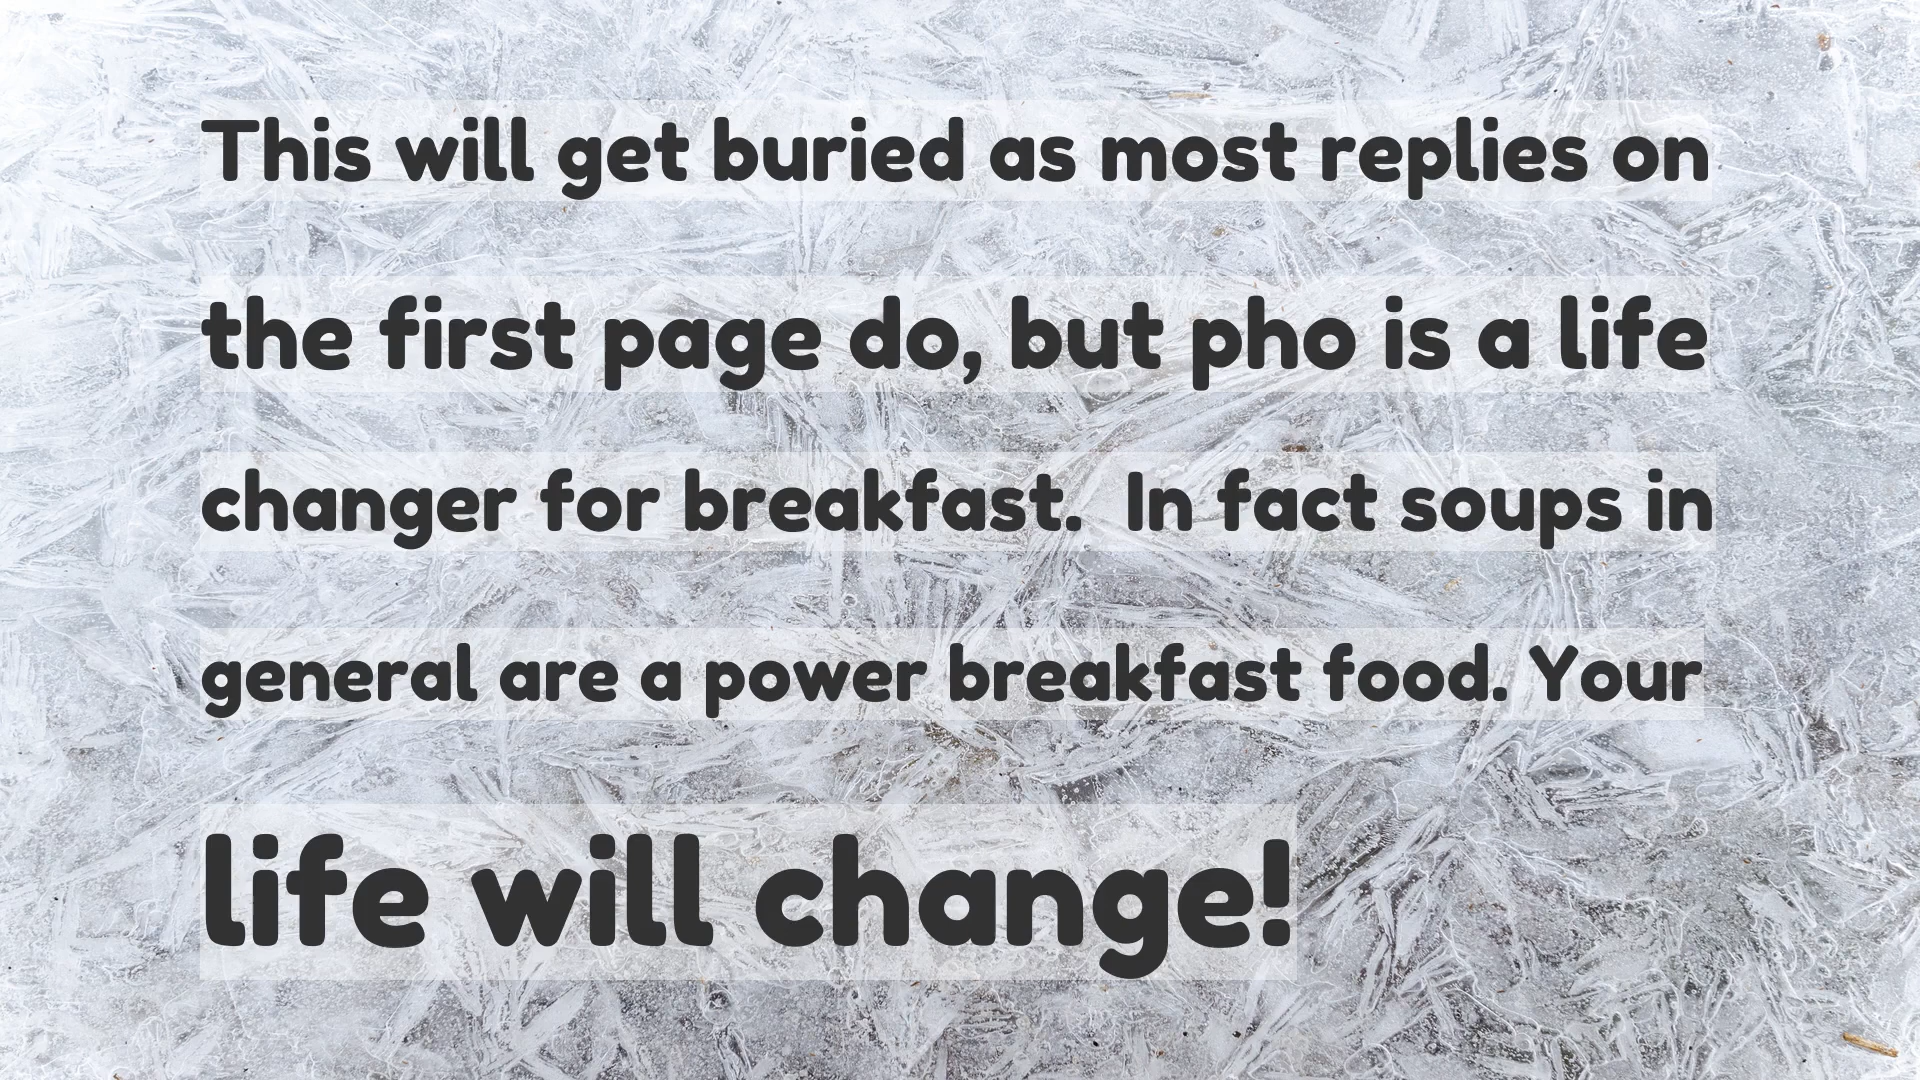 This will get buried as most replies on
the first page do, but pho is a life
changer for breakfast.  In fact soups in
general are a power breakfast food. Your
life will change!